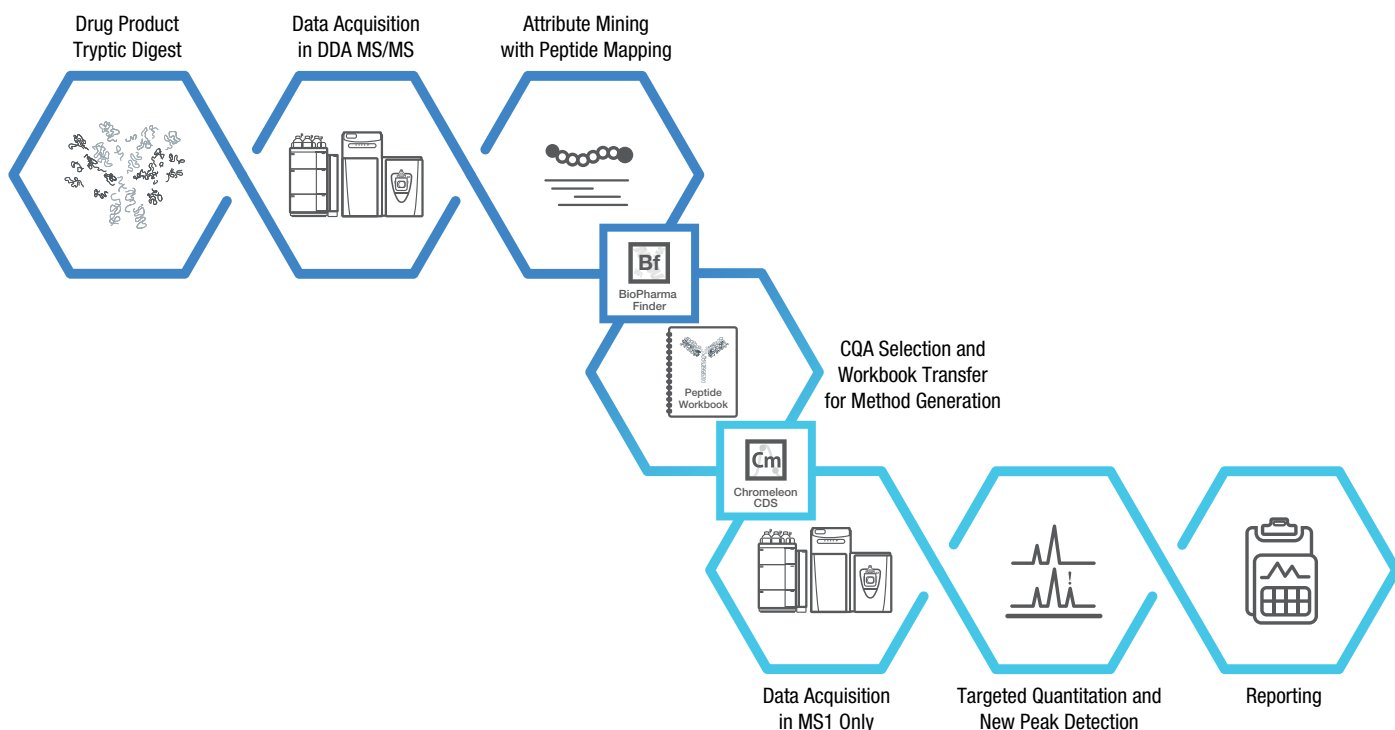 Drug Product
Tryptic Digest
Data Acquisition
in DDA MS/MS
Attribute Mining
with Peptide Mapping
Bf
BioPharma
Finder
Peptide
Workbook
CQA Selection and
Workbook Transfer
for Method Generation
Cm
Chromeleon
CDS
!
Data Acquisition
in MS1 Only
Targeted Quantitation and
New Peak Detection
Reporting